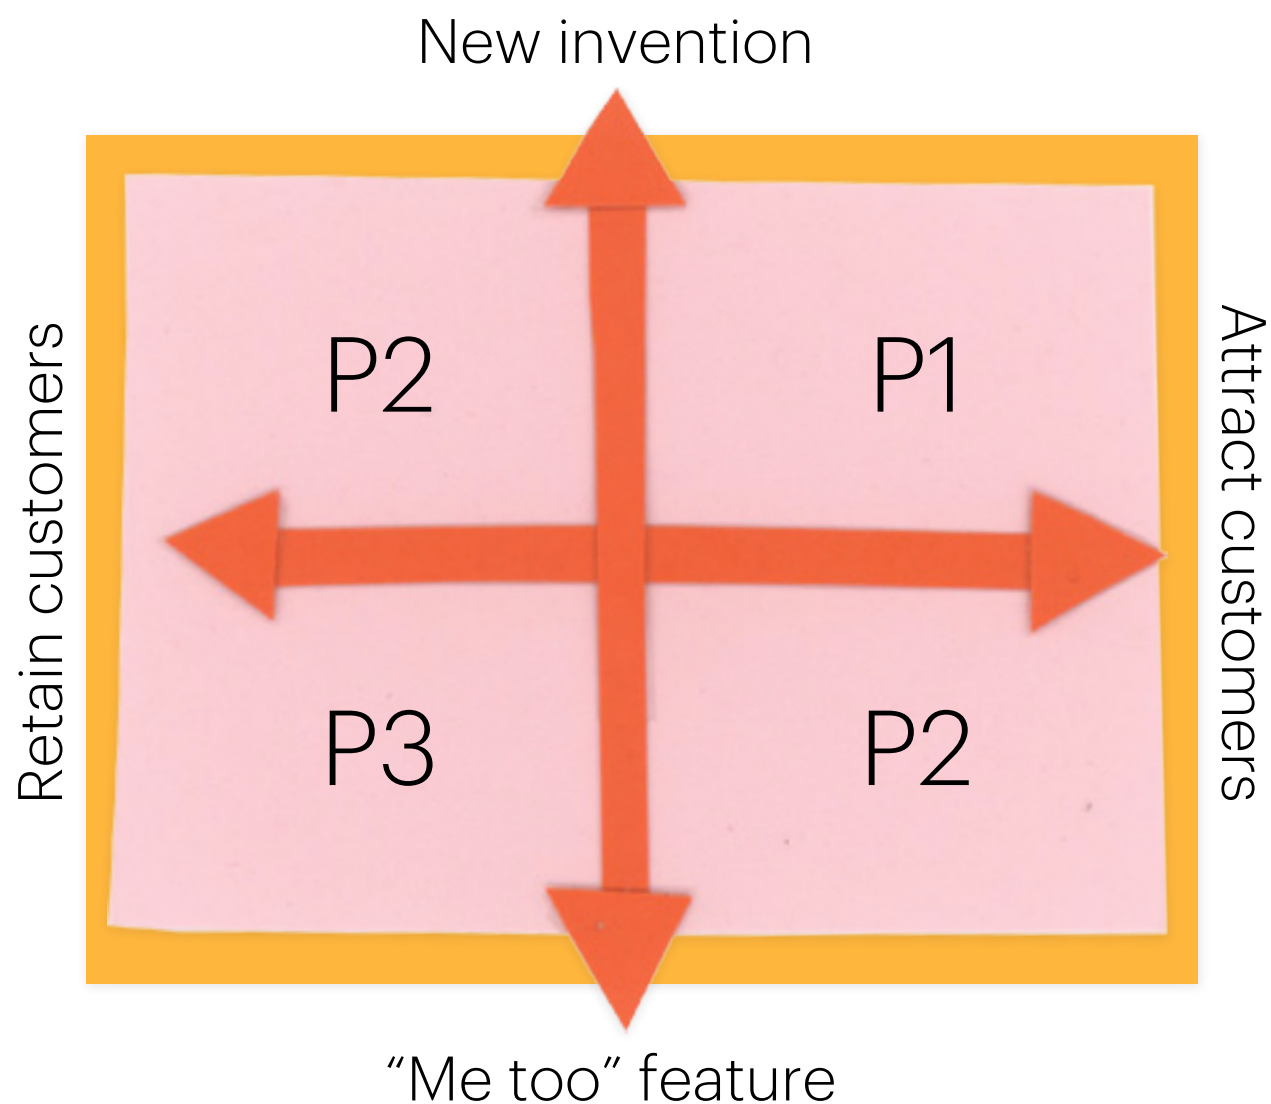 New invention
P2
P1
Retain customers
Attract customers
P3
P2
“Me too” feature